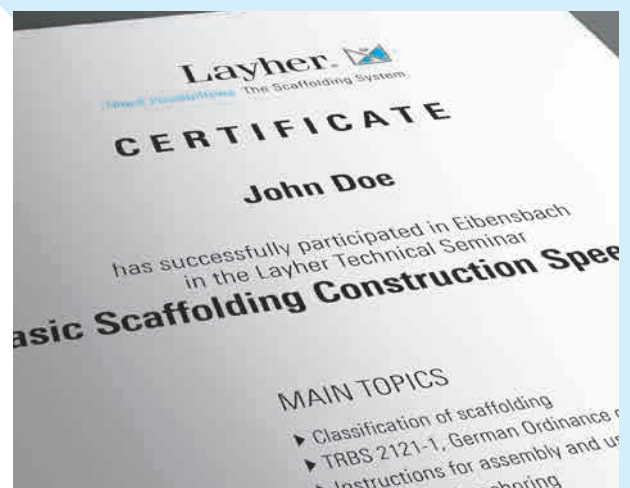 Layher.
The Scaffolding System
CERTIFICATE
John Doe
has successfully participated in Eibensbach
in the Layher Technical Seminar
asic Scaffolding Construction Spee
MAIN TOPICS
▶ Classification of scaffolding
▶ TRBS 2121-1, German Ordinance
▶ Instructions for assembly and us